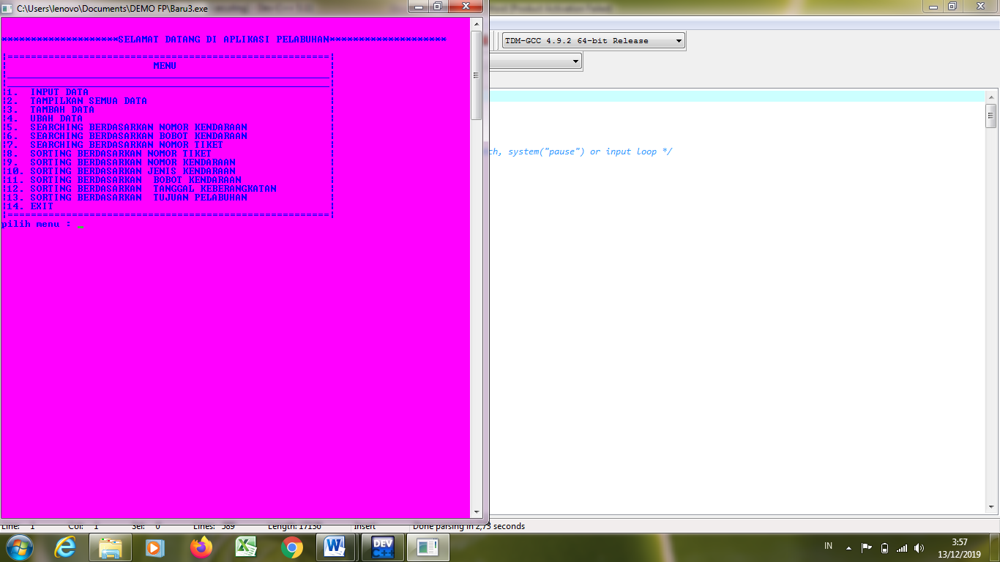 C:\Users\lenovo\Documents\DEMO FP\Baru3.exe
********************SELAMAT DATANG DI APLIKASI PELABUHAN********************
MENU
1. INPUT DATA
2. TAMPILKAN SEMUA DATA
3. TAMBAH DATA
4. UBAH DATA
5. SEARCHING BERDASARKAN NOMOR KENDARAAN
6. SEARCHING BERDASARKAN BOBOT KENDARAAN
7. SEARCHING BERDASARKAN NOMOR TIKET
8. SORTING BERDASARKAN NOMOR TIKET
9. SORTING BERDASARKAN NOMOR KENDARAAN
10. SORTING BERDASARKAN JENIS KENDARAAN
11. SORTING BERDASARKAN BOBOT KENDARAAN
12. SORTING BERDASARKAN TANGGAL KEBERANGKATAN
13. SORTING BERDASARKAN TUJUAN PELABUHAN
14. EXIT
pilih menu : _
(Product Activation Failed)
TDM-GCC 4.9.2 64-bit Release
ch, system("pause") or input loop */
Line: 1 Col: 1 Sel: 0 Lines: 589 Length: Insert Done parsing in 2,73 seconds
DEV C++
IN
3:57
13/12/2019